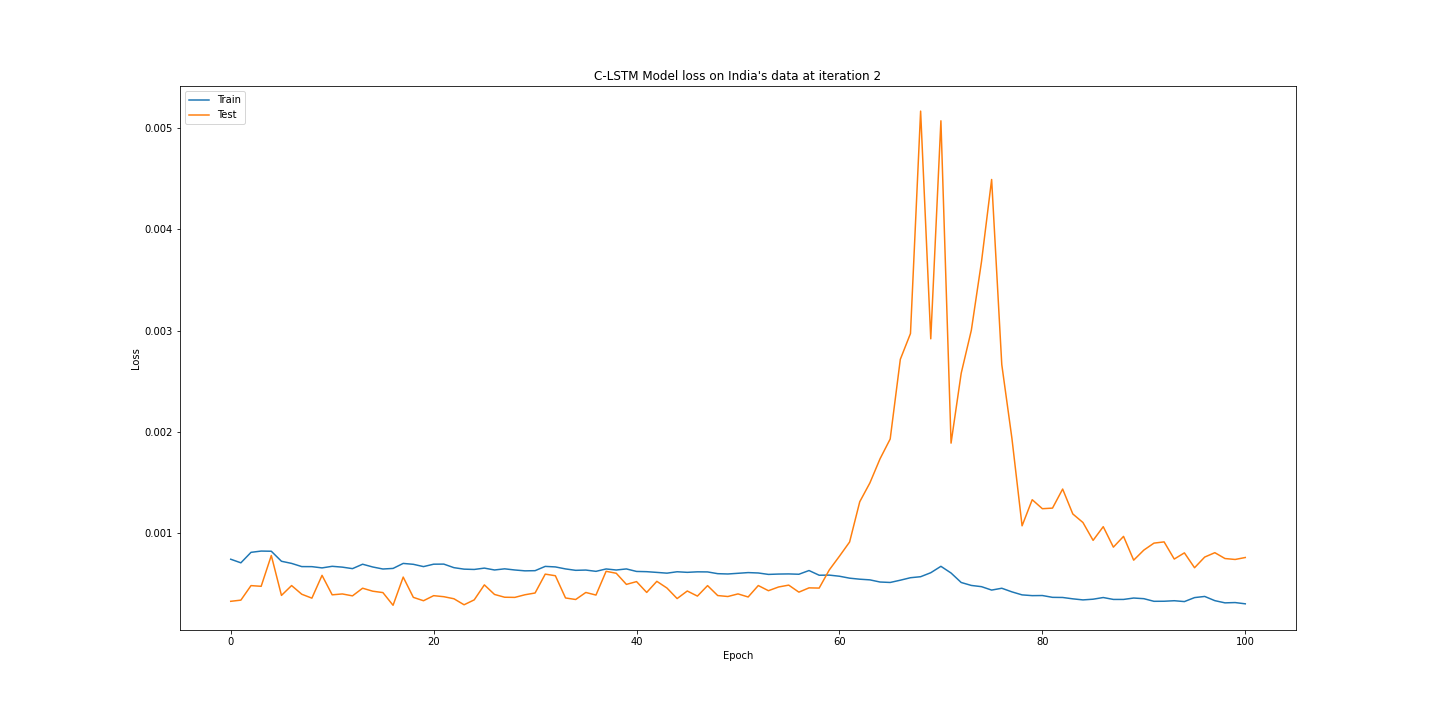 C-LSTM Model loss on India's data at iteration 2
Train
Test
0.005
0.004
0.003
0.002
0.001
Loss
0 20 40 60 80 100
Epoch